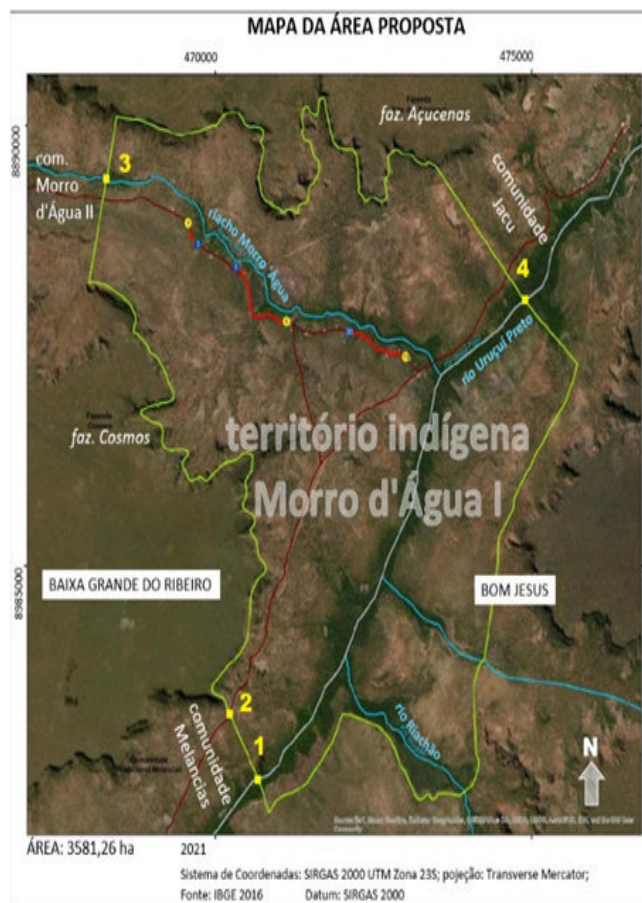 MAPA DA ÁREA PROPOSTA
470000
475000
8890000
faz. Açucenas
com.
Morro
d'Água II
3
comunidade
Jacu
riacho Morro d'Água
4
rio Uruçuí Preto
faz. Cosmos
território indígena
Morro d'Água I
8985000
BAIXA GRANDE DO RIBEIRO
BOM JESUS
2
comunidade
Melancias
1
rio Riachão
N
ÁREA: 3581,26 ha
2021
Sistema de Coordenadas: SIRGAS 2000 UTM Zona 23S; pojeção: Transverse Mercator;
Fonte: IBGE 2016
Datum: SIRGAS 2000